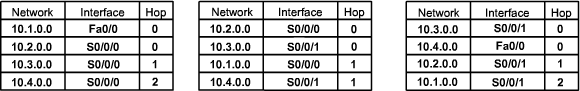 Network Interface Hop
10.1.0.0 Fa0/0 0
10.2.0.0 S0/0/0 0
10.3.0.0 S0/0/0 1
10.4.0.0 S0/0/0 2
Network Interface Hop
10.2.0.0 S0/0/0 0
10.3.0.0 S0/0/1 0
10.1.0.0 S0/0/0 1
10.4.0.0 S0/0/1 1
Network Interface Hop
10.3.0.0 S0/0/1 0
10.4.0.0 Fa0/0 0
10.2.0.0 S0/0/1 1
10.1.0.0 S0/0/1 2